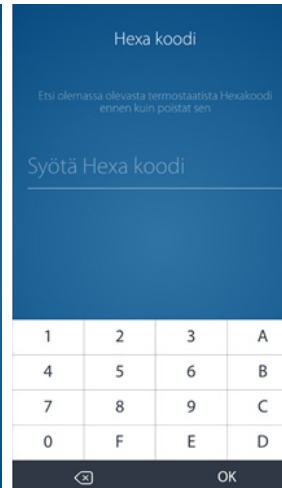 Hexa koodi
Etsi olemassa olevasta termostaatista Hexakoodi
ennen kuin poistat sen
Syötä Hexa koodi
1 2 3 A
4 5 6 B
7 8 9 C
0 F E D
OK